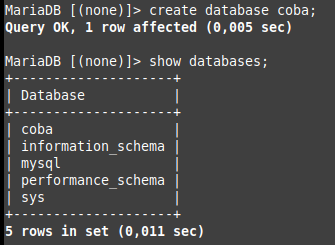 MariaDB [(none)]> create database coba;
Query OK, 1 row affected (0,005 sec)

MariaDB [(none)]> show databases;
+--------------------+
| Database           |
+--------------------+
| coba               |
| information_schema |
| mysql              |
| performance_schema |
| sys                |
+--------------------+
5 rows in set (0,011 sec)